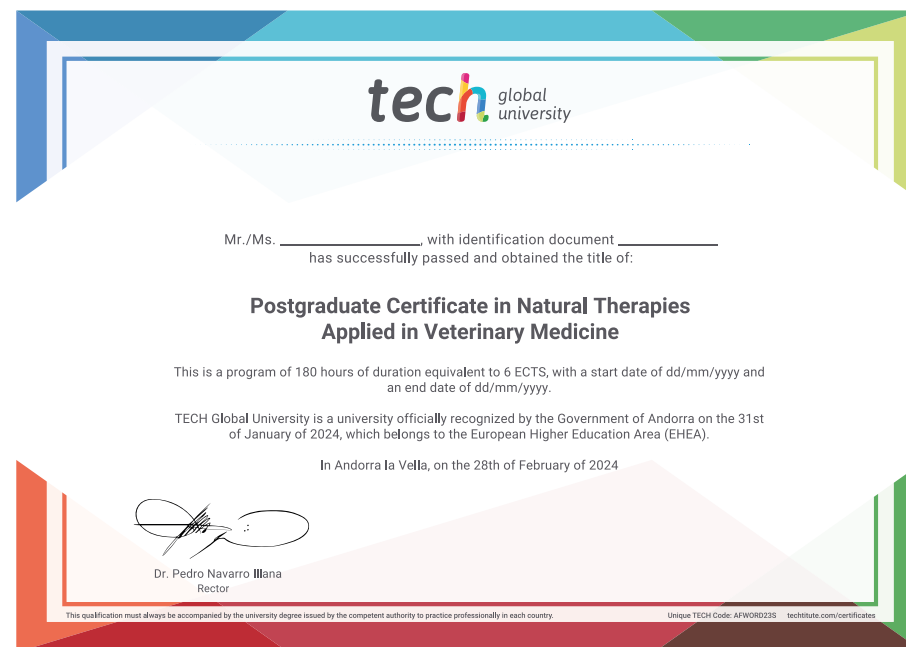 tech global
university
Mr./Ms. ____________, with identification document ____________
has successfully passed and obtained the title of:
Postgraduate Certificate in Natural Therapies
Applied in Veterinary Medicine
This is a program of 180 hours of duration equivalent to 6 ECTS, with a start date of dd/mm/yyyy and
an end date of dd/mm/yyyy.
TECH Global University is a university officially recognized by the Government of Andorra on the 31st
of January of 2024, which belongs to the European Higher Education Area (EHEA).
In Andorra la Vella, on the 28th of February of 2024
Dr. Pedro Navarro Illana
Rector
This qualification must always be accompanied by the university degree issued by the competent authority to practice professionally in each country.
Unique TECH Code: AFWORD23S techtitute.com/certificates